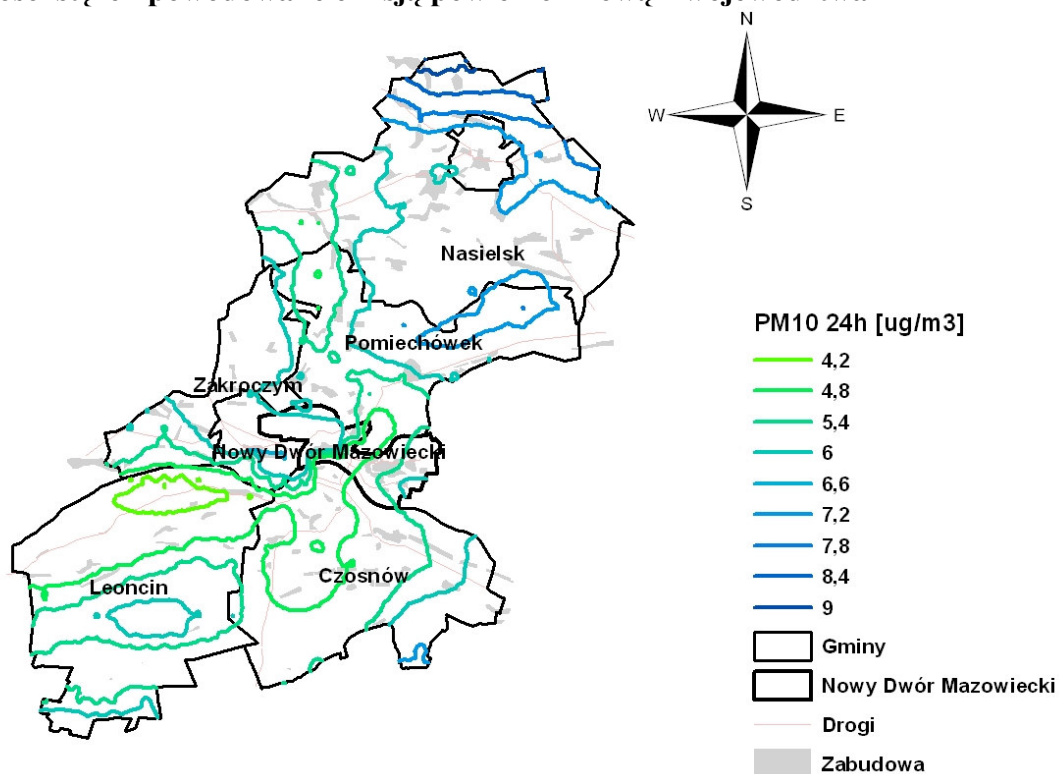 N
W
E
S
Nasielsk
Pomiechówek
Zakroczym
Nowy Dwór Mazowiecki
Czosnów
Leoncin
PM10 24h [ug/m3]
4,2
4,8
5,4
6
6,6
7,2
7,8
8,4
9
Gminy
Nowy Dwór Mazowiecki
Drogi
Zabudowa